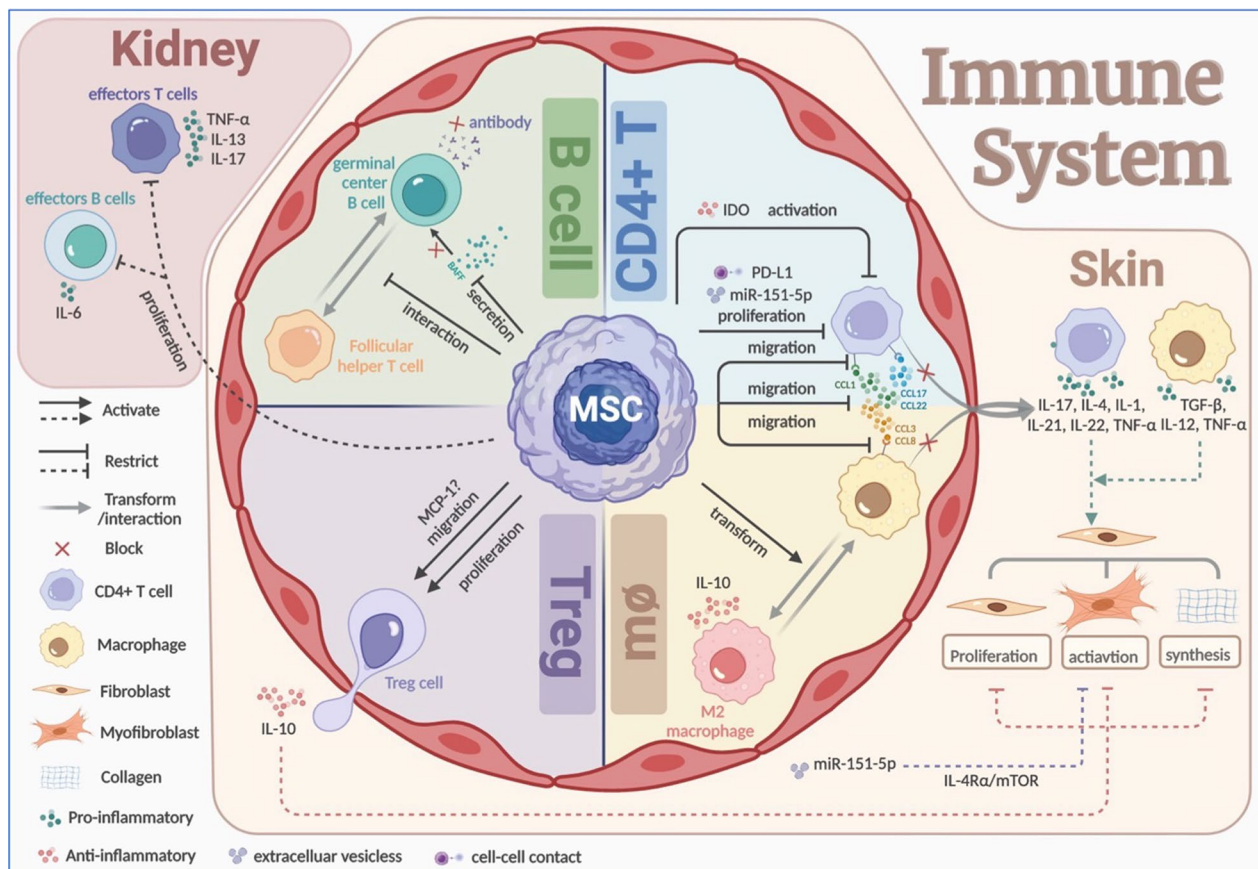 Kidney
effectors T cells
TNF-α
IL-13
IL-17
effectors B cells
IL-6
proliferation
Immune
System
B cell
CD4+ T
antibody
germinal
center
B cell
BAFF
secretion
interaction
Follicular
helper T cell
IDO activation
PD-L1
miR-151-5p
proliferation
migration
migration
migration
CCL1
CCL17
CCL22
CCL3
CCL8
MSC
MCP-1?
migration
proliferation
Treg
Treg cell
IL-10
mø
transform
IL-10
M2
macrophage
Skin
IL-17, IL-4, IL-1,
IL-21, IL-22, TNF-α
TGF-β,
IL-12, TNF-α
Proliferation
actiavtion
synthesis
miR-151-5p
IL-4Rα/mTOR
Activate
Restrict
Transform
/interaction
Block
CD4+ T cell
Macrophage
Fibroblast
Myofibroblast
Collagen
Pro-inflammatory
Anti-inflammatory
extracelluar vesicless
cell-cell contact